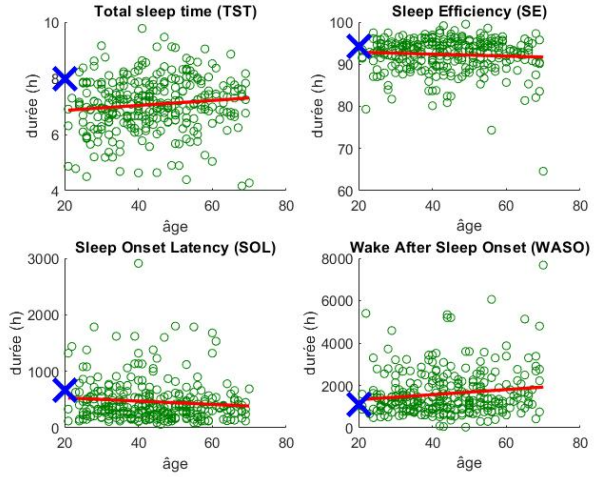 Total sleep time (TST)
10
8
6
4
durée (h)
20 40 60 80
âge
Sleep Efficiency (SE)
100
90
80
70
60
durée (h)
20 40 60 80
âge
Sleep Onset Latency (SOL)
3000
2000
1000
0
durée (h)
20 40 60 80
âge
Wake After Sleep Onset (WASO)
8000
6000
4000
2000
0
durée (h)
20 40 60 80
âge